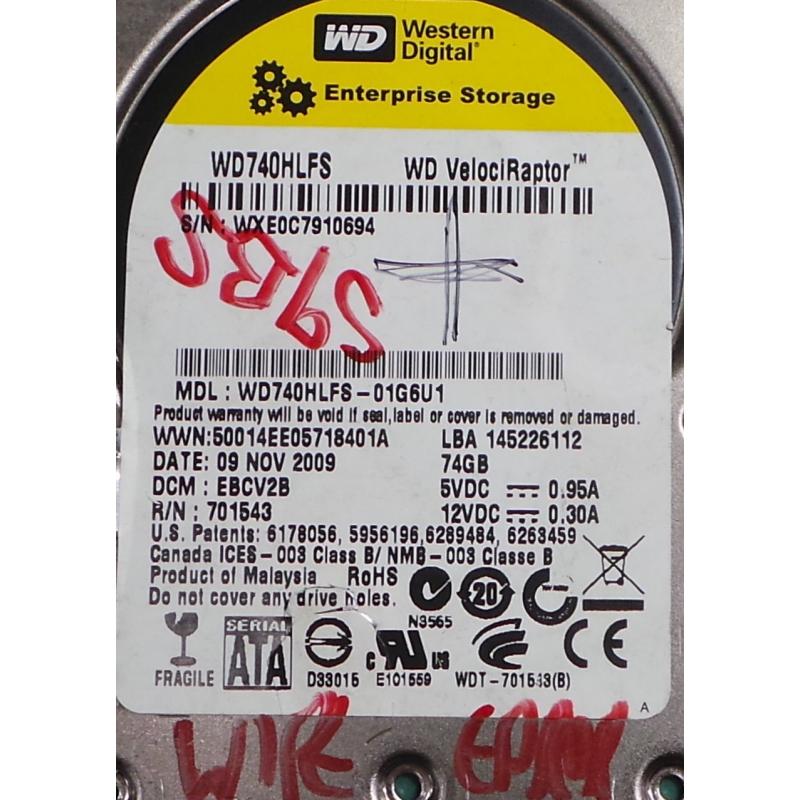 WD Western Digital®
Enterprise Storage
WD740HLFS WD VelociRaptor™
S/N : WXE0C7910694
MDL : WD740HLFS-01G6U1
Product warranty will be void if seal,label or cover is removed or damaged.
WWN:50014EE05718401A LBA 145226112
DATE: 09 NOV 2009 74GB
DCM : EBCV2B 5VDC 0.95A
R/N : 701543 12VDC 0.30A
U.S. Patents: 6178056, 5956196,6289484, 6263459
Canada ICES-003 Class B/ NMB-003 Classe B
Product of Malaysia RoHS
Do not cover any drive holes.
20
N3565
SERIAL
ATA
FRAGILE D33015 E101559 WDT-701543(B)
CE
A
WIPE